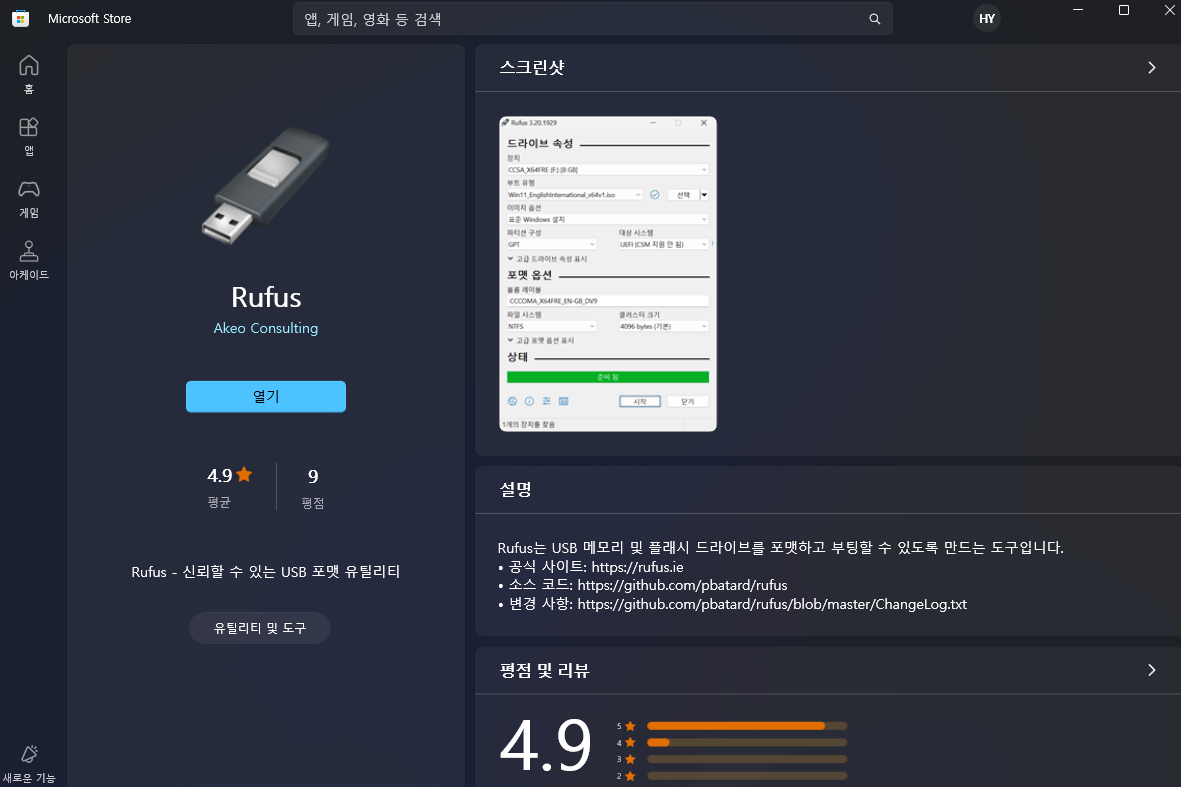 Microsoft Store
앱, 게임, 영화 등 검색
HY
홈
앱
게임
아케이드
새로운 기능
Rufus
Akeo Consulting
열기
4.9
평균
9
평점
Rufus - 신뢰할 수 있는 USB 포맷 유틸리티
유틸리티 및 도구
스크린샷
Rufus 3.20.1929
드라이브 속성
장치
CCSA_X64FRE (F:) [8 GB]
부트 유형
Win11_EnglishInternational_x64v1.iso
선택
이미지 옵션
표준 Windows 설치
파티션 구성 대상 시스템
GPT UEFI (CSM 지원 안 됨) ?
고급 드라이브 속성 표시
포맷 옵션
볼륨 레이블
CCCOMA_X64FRE_EN-GB_DV9
파일 시스템 클러스터 크기
NTFS 4096 bytes (기본)
고급 포맷 옵션 표시
상태
준비 됨
시작 닫기
1개의 장치를 찾음
설명
Rufus는 USB 메모리 및 플래시 드라이브를 포맷하고 부팅할 수 있도록 만드는 도구입니다.
• 공식 사이트: https://rufus.ie
• 소스 코드: https://github.com/pbatard/rufus
• 변경 사항: https://github.com/pbatard/rufus/blob/master/ChangeLog.txt
평점 및 리뷰
4.9
5
4
3
2